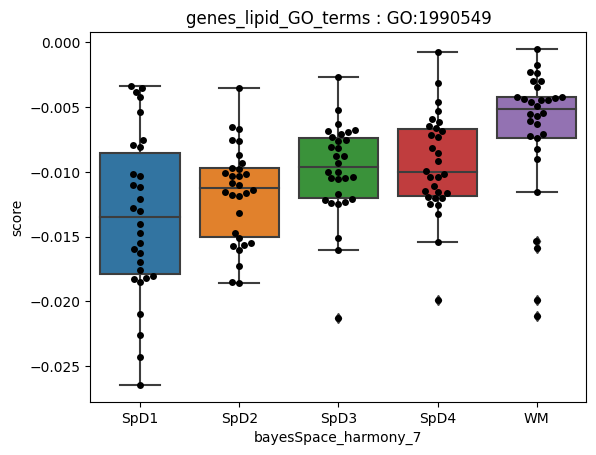 genes_lipid_GO_terms : GO:1990549
0.000
−0.005
−0.010
−0.015
−0.020
−0.025
score
SpD1 SpD2 SpD3 SpD4 WM
bayesSpace_harmony_7